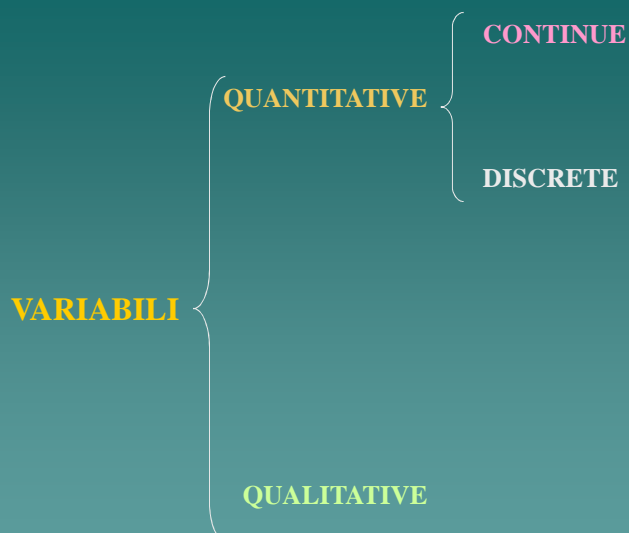 CONTINUE
QUANTITATIVE
DISCRETE
VARIABILI
QUALITATIVE